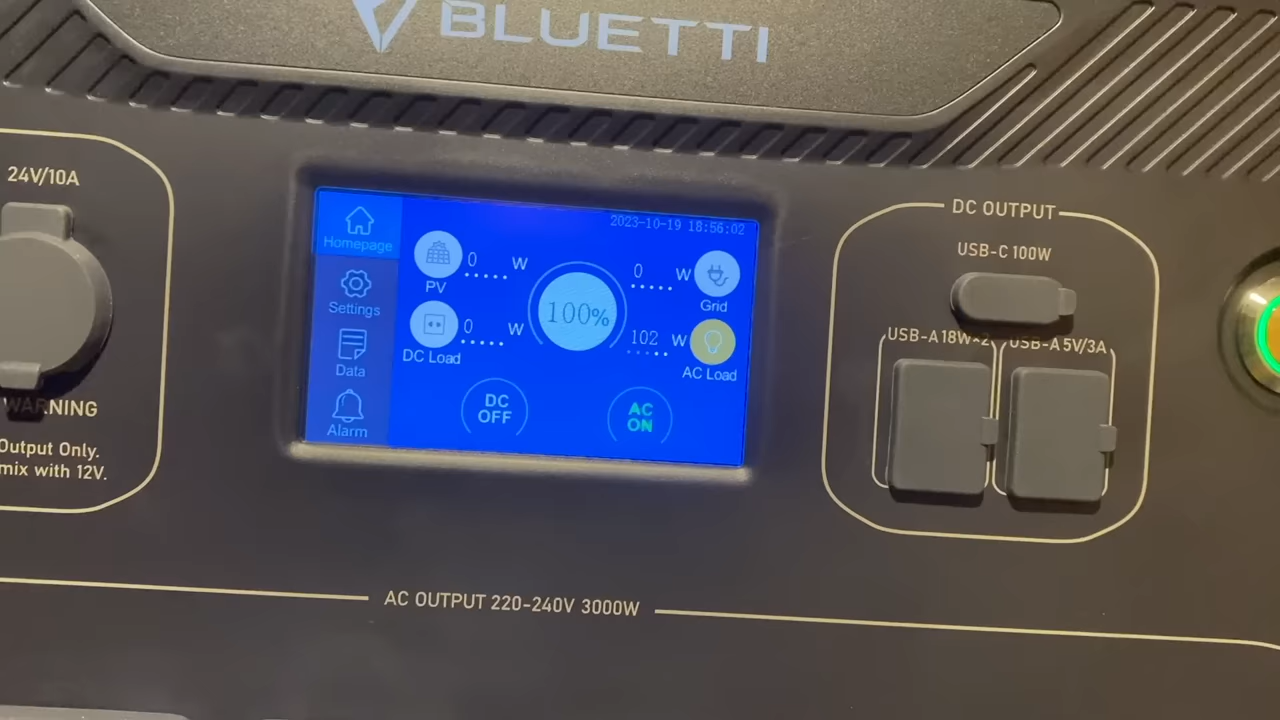 BLUETTI
24V/10A
WARNING
Output Only.
mix with 12V.
2023-10-19 18:56:02
Homepage
Settings
Data
Alarm
0 W
PV
0 W
DC Load
100%
0 W
Grid
102 W
AC Load
DC
OFF
AC
ON
DC OUTPUT
USB-C 100W
USB-A 18W×2
USB-A 5V/3A
AC OUTPUT 220-240V 3000W